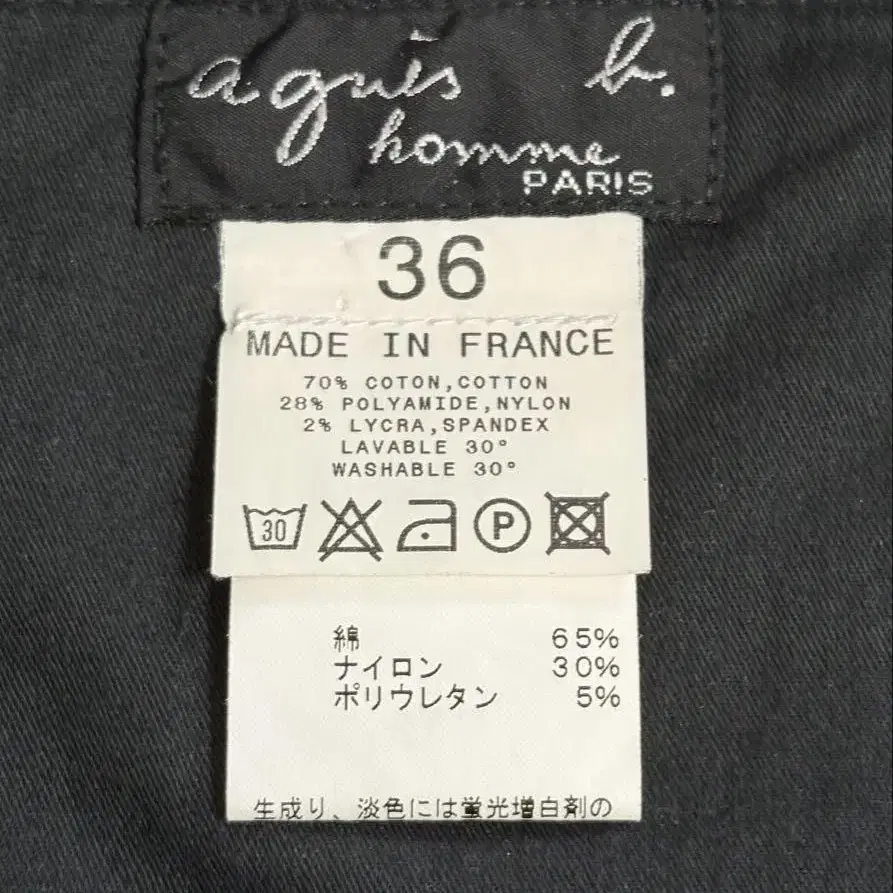 agnès b.
homme
PARIS
36
MADE IN FRANCE
70% COTON,COTTON
28% POLYAMIDE,NYLON
2% LYCRA,SPANDEX
LAVABLE 30°
WASHABLE 30°
30 P
綿 65%
ナイロン 30%
ポリウレタン 5%
生成り、淡色には蛍光増白剤の